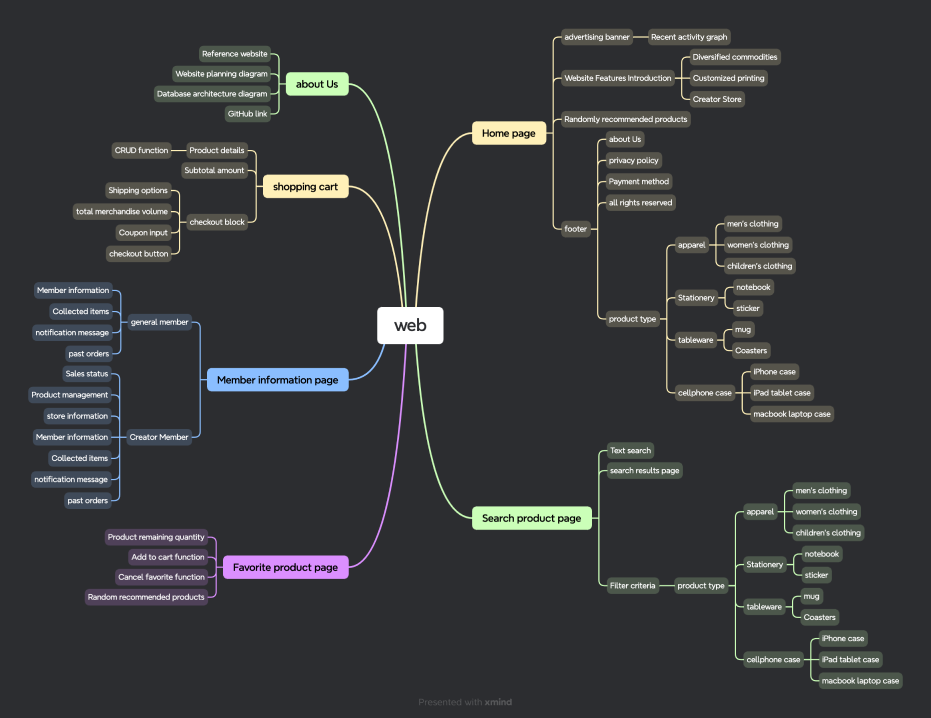 web
Home page
advertising banner
Recent activity graph
Website Features Introduction
Diversified commodities
Customized printing
Creator Store
Randomly recommended products
footer
about Us
privacy policy
Payment method
all rights reserved
product type
apparel
men's clothing
women's clothing
children's clothing
Stationery
notebook
sticker
tableware
mug
Coasters
cellphone case
iPhone case
iPad tablet case
macbook laptop case
Search product page
Text search
search results page
Filter criteria
product type
apparel
men's clothing
women's clothing
children's clothing
Stationery
notebook
sticker
tableware
mug
Coasters
cellphone case
iPhone case
iPad tablet case
macbook laptop case
about Us
Reference website
Website planning diagram
Database architecture diagram
GitHub link
shopping cart
Product details
CRUD function
Subtotal amount
checkout block
Shipping options
total merchandise volume
Coupon input
checkout button
Member information page
general member
Member information
Collected items
notification message
past orders
Creator Member
Sales status
Product management
store information
Member information
Collected items
notification message
past orders
Favorite product page
Product remaining quantity
Add to cart function
Cancel favorite function
Random recommended products
Presented with xmind